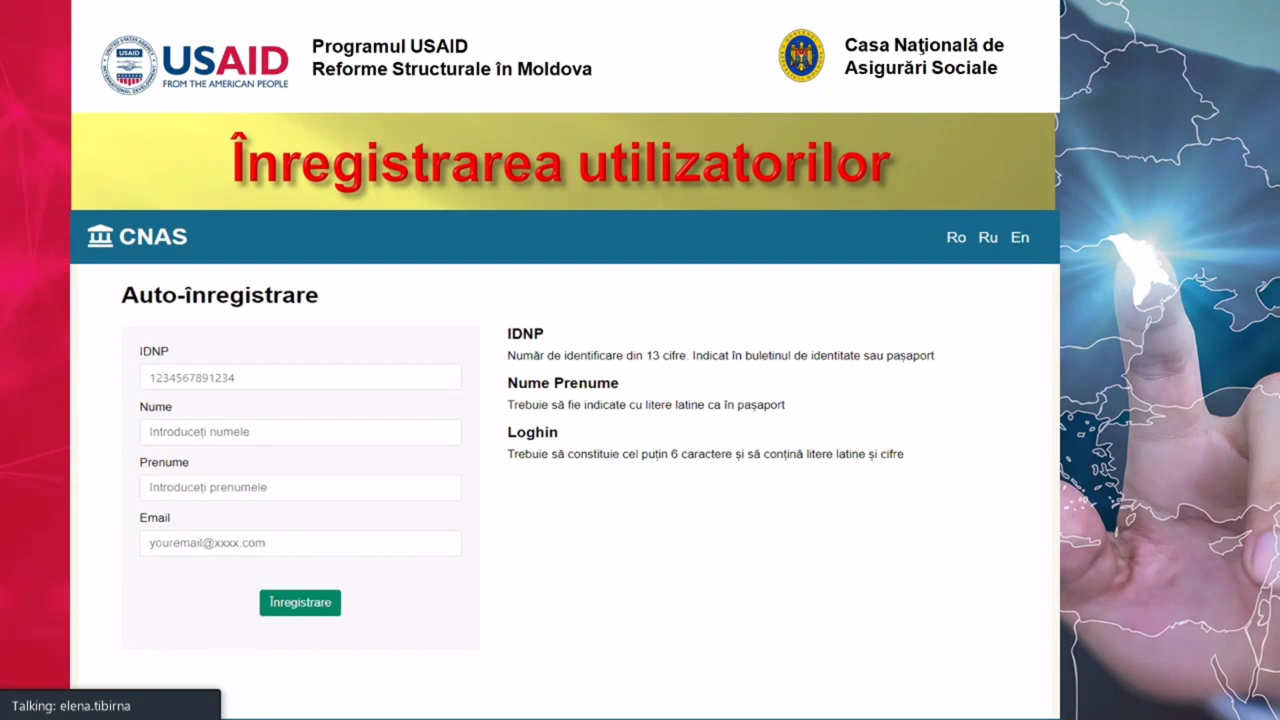 USAID
FROM THE AMERICAN PEOPLE
Programul USAID
Reforme Structurale în Moldova
Casa Naţională de
Asigurări Sociale
Înregistrarea utilizatorilor
CNAS
Ro Ru En
Auto-înregistrare
IDNP
1234567891234
Nume
Introduceți numele
Prenume
Introduceți prenumele
Email
youremail@xxxx.com
Înregistrare
IDNP
Număr de identificare din 13 cifre. Indicat în buletinul de identitate sau pașaport
Nume Prenume
Trebuie să fie indicate cu litere latine ca în pașaport
Loghin
Trebuie să constituie cel puțin 6 caractere și să conțină litere latine și cifre
Talking: elena.tibirna